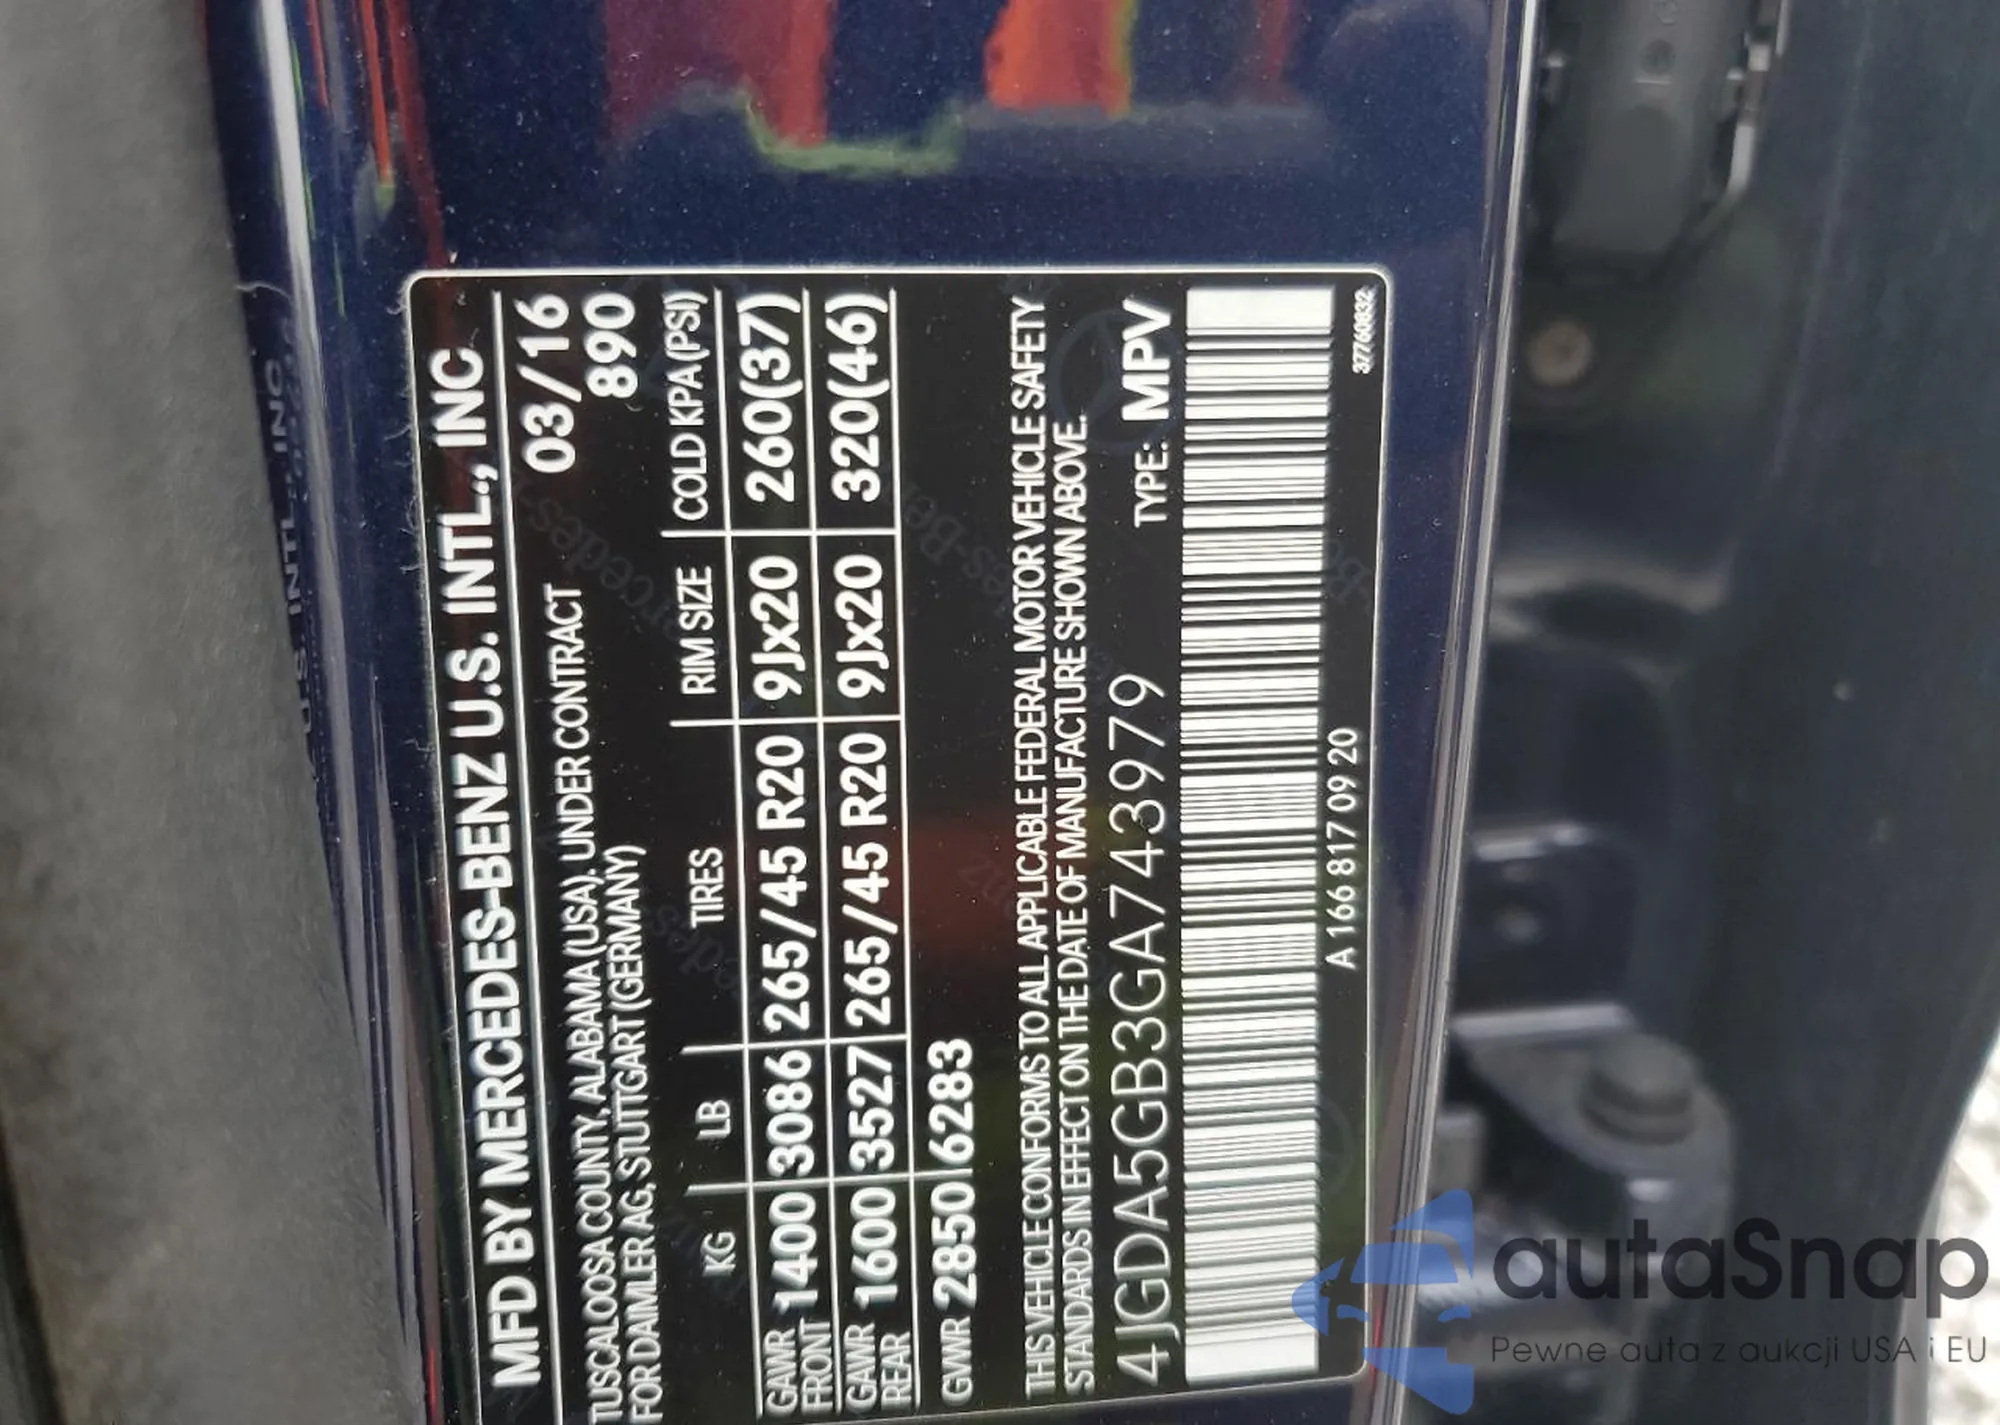 MFD BY MERCEDES-BENZ U.S. INTL., INC
TUSCALOOSA COUNTY, ALABAMA (USA). UNDER CONTRACT 03/16
FOR DAIMLER AG, STUTTGART (GERMANY) 890
KG LB TIRES RIM SIZE COLD KPA (PSI)
GAWR FRONT 1400 3086 265/45 R20 9Jx20 260(37)
GAWR REAR 1600 3527 265/45 R20 9Jx20 320(46)
GVWR 2850 6283
THIS VEHICLE CONFORMS TO ALL APPLICABLE FEDERAL MOTOR VEHICLE SAFETY
STANDARDS IN EFFECT ON THE DATE OF MANUFACTURE SHOWN ABOVE.
4JGDA5GB3GA743979 TYPE: MPV
A 166 817 09 20
37760832
autaSnap
Pewne auta z aukcji USA i EU